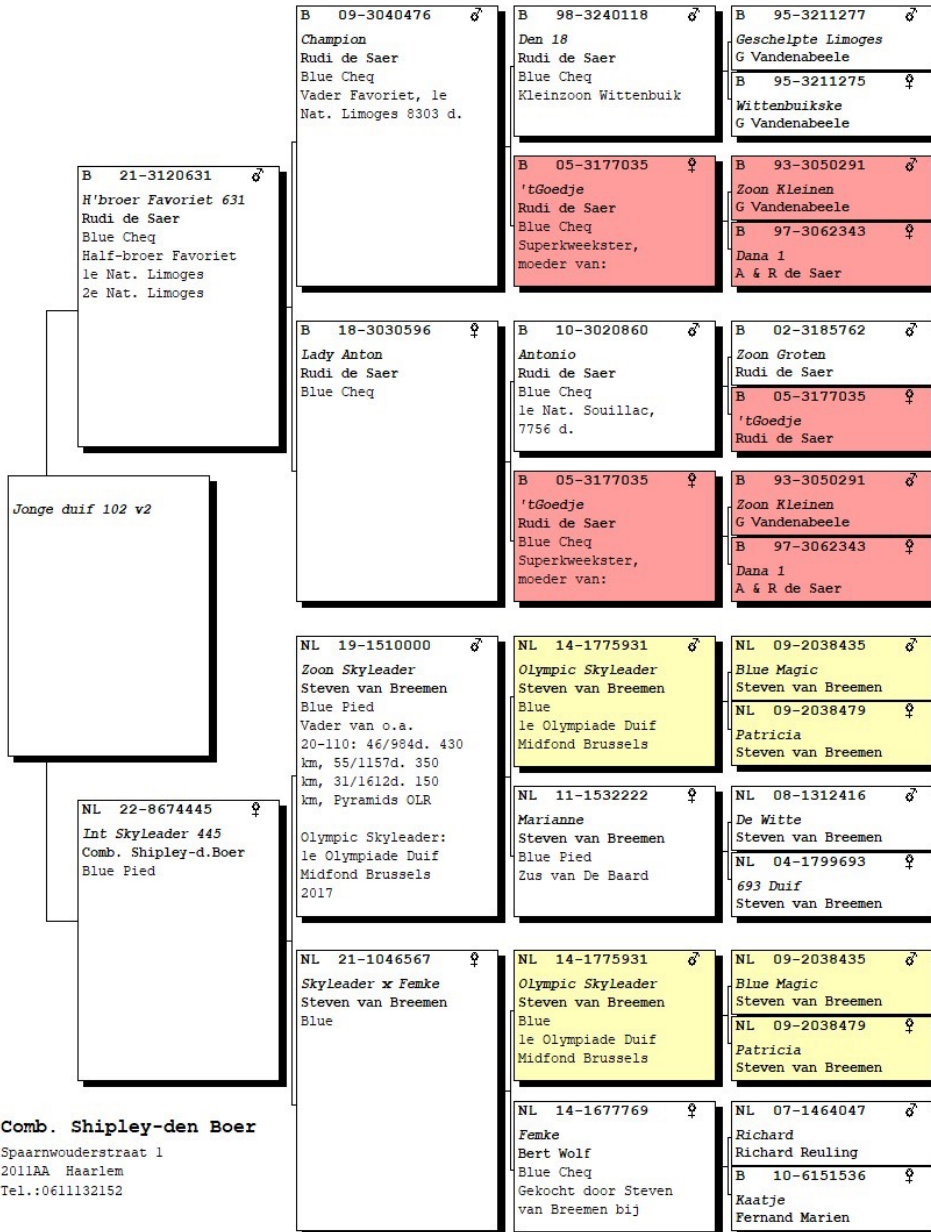 Jonge duif 102 v2
B 21-3120631 ♂
H'broer Favoriet 631
Rudi de Saer
Blue Cheq
Half-broer Favoriet
1e Nat. Limoges
2e Nat. Limoges
NL 22-8674445 ♀
Int Skyleader 445
Comb. Shipley-d.Boer
Blue Pied
B 09-3040476 ♂
Champion
Rudi de Saer
Blue Cheq
Vader Favoriet, 1e
Nat. Limoges 8303 d.
B 18-3030596 ♀
Lady Anton
Rudi de Saer
Blue Cheq
NL 19-1510000 ♂
Zoon Skyleader
Steven van Breemen
Blue Pied
Vader van o.a.
20-110: 46/984d. 430
km, 55/1157d. 350
km, 31/1612d. 150
km, Pyramids OLR
Olympic Skyleader:
1e Olympiade Duif
Midfond Brussels
2017
NL 21-1046567 ♀
Skyleader x Femke
Steven van Breemen
Blue
B 98-3240118 ♂
Den 18
Rudi de Saer
Blue Cheq
Kleinzoon Wittenbuik
B 05-3177035 ♀
'tGoedje
Rudi de Saer
Blue Cheq
Superkweekster,
moeder van:
B 10-3020860 ♂
Antonio
Rudi de Saer
Blue Cheq
1e Nat. Souillac,
7756 d.
B 05-3177035 ♀
'tGoedje
Rudi de Saer
Blue Cheq
Superkweekster,
moeder van:
NL 14-1775931 ♂
Olympic Skyleader
Steven van Breemen
Blue
1e Olympiade Duif
Midfond Brussels
NL 11-1532222 ♀
Marianne
Steven van Breemen
Blue Pied
Zus van De Baard
NL 14-1775931 ♂
Olympic Skyleader
Steven van Breemen
Blue
1e Olympiade Duif
Midfond Brussels
NL 14-1677769 ♀
Femke
Bert Wolf
Blue Cheq
Gekocht door Steven
van Breemen bij
B 95-3211277 ♂
Geschelpte Limoges
G Vandenabeele
B 95-3211275 ♀
Wittenbuikske
G Vandenabeele
B 93-3050291 ♂
Zoon Kleinen
G Vandenabeele
B 97-3062343 ♀
Dana 1
A & R de Saer
B 02-3185762 ♂
Zoon Groten
Rudi de Saer
B 05-3177035 ♀
'tGoedje
Rudi de Saer
B 93-3050291 ♂
Zoon Kleinen
G Vandenabeele
B 97-3062343 ♀
Dana 1
A & R de Saer
NL 09-2038435 ♂
Blue Magic
Steven van Breemen
NL 09-2038479 ♀
Patricia
Steven van Breemen
NL 08-1312416 ♂
De Witte
Steven van Breemen
NL 04-1799693 ♀
693 Duif
Steven van Breemen
NL 09-2038435 ♂
Blue Magic
Steven van Breemen
NL 09-2038479 ♀
Patricia
Steven van Breemen
NL 07-1464047 ♂
Richard
Richard Reuling
B 10-6151536 ♀
Kaatje
Fernand Marien
Comb. Shipley-den Boer
Spaarnwouderstraat 1
2011AA Haarlem
Tel.:0611132152